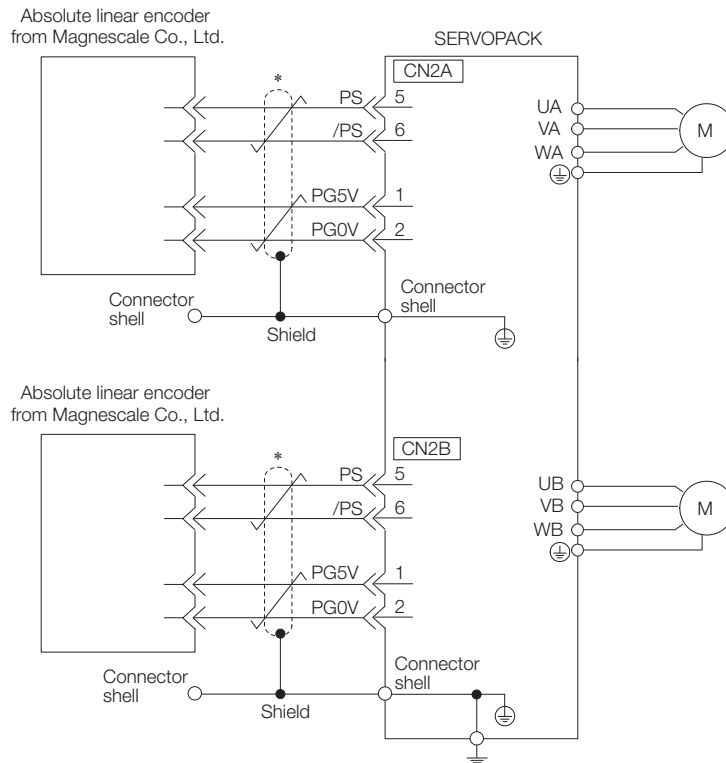 Absolute linear encoder
from Magnescale Co., Ltd.
SERVOPACK
CN2A
*
PS
5
/PS
6
PG5V
1
PG0V
2
UA
VA
WA
M
Connector
shell
Shield
Connector
shell
Absolute linear encoder
from Magnescale Co., Ltd.
CN2B
*
PS
5
/PS
6
PG5V
1
PG0V
2
UB
VB
WB
M
Connector
shell
Shield
Connector
shell